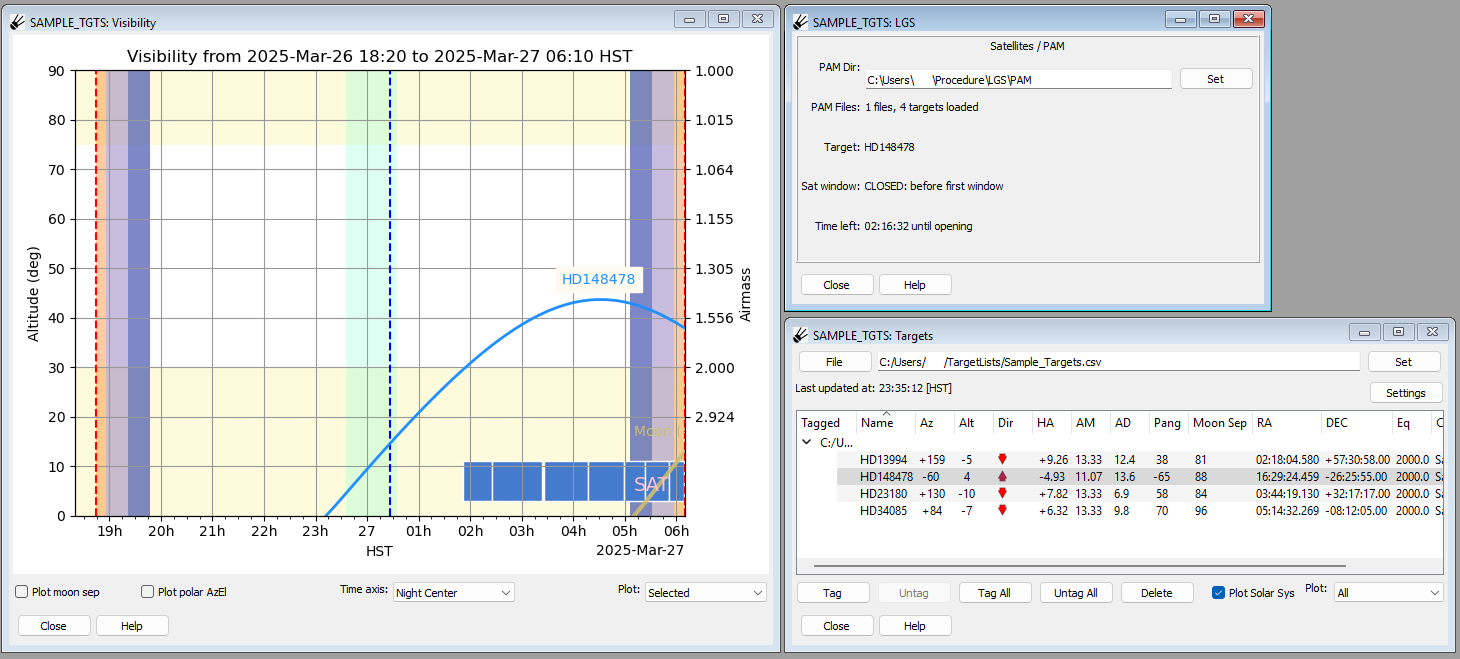 SAMPLE_TGTS: Visibility
Visibility from 2025-Mar-26 18:20 to 2025-Mar-27 06:10 HST
90 1.000
80 1.015
70 1.064
60 1.155
50 1.305
40 1.556
30 2.000
20 2.924
10
0
Altitude (deg)
Airmass
HD148478
Moon
SAT
19h 20h 21h 22h 23h 27 01h 02h 03h 04h 05h 06h
HST
2025-Mar-27
Plot moon sep Plot polar AzEl Time axis: Night Center Plot: Selected
Close Help
SAMPLE_TGTS: LGS
Satellites / PAM
PAM Dir: C:\Users\ \Procedure\LGS\PAM Set
PAM Files: 1 files, 4 targets loaded
Target: HD148478
Sat window: CLOSED: before first window
Time left: 02:16:32 until opening
Close Help
SAMPLE_TGTS: Targets
File C:/Users/ /TargetLists/Sample_Targets.csv Set
Last updated at: 23:35:12 [HST]
Settings
Tagged Name Az Alt Dir HA AM AD Pang Moon Sep RA DEC Eq C
C:/U...
HD13994 +159 -5 +9.26 13.33 12.4 38 81 02:18:04.580 +57:30:58.00 2000.0 Sa
HD148478 -60 4 -4.93 11.07 13.6 -65 88 16:29:24.459 -26:25:55.00 2000.0 Sa
HD23180 +130 -10 +7.82 13.33 6.9 58 84 03:44:19.130 +32:17:17.00 2000.0 Sa
HD34085 +84 -7 +6.32 13.33 9.8 70 96 05:14:32.269 -08:12:05.00 2000.0 Sa
Tag Untag Tag All Untag All Delete Plot Solar Sys Plot: All
Close Help